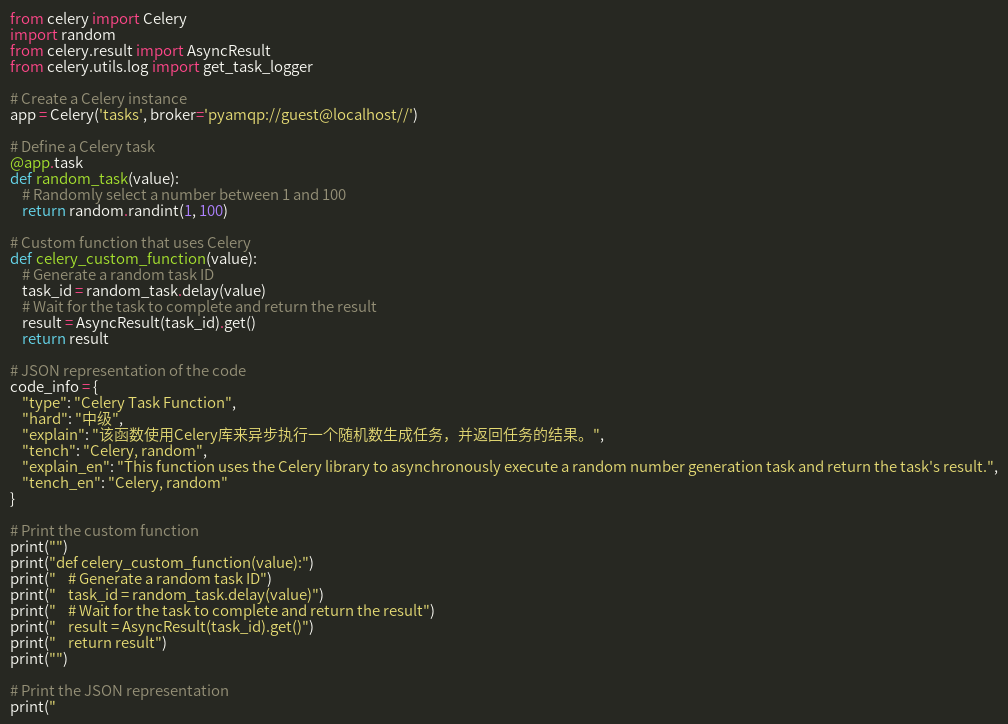 from celery import Celery
import random
from celery.result import AsyncResult
from celery.utils.log import get_task_logger

# Create a Celery instance
app = Celery('tasks', broker='pyamqp://guest@localhost//')

# Define a Celery task
@app.task
def random_task(value):
    # Randomly select a number between 1 and 100
    return random.randint(1, 100)

# Custom function that uses Celery
def celery_custom_function(value):
    # Generate a random task ID
    task_id = random_task.delay(value)
    # Wait for the task to complete and return the result
    result = AsyncResult(task_id).get()
    return result

# JSON representation of the code
code_info = {
    "type": "Celery Task Function",
    "hard": "中级",
    "explain": "该函数使用Celery库来异步执行一个随机数生成任务，并返回任务的结果。",
    "tench": "Celery, random",
    "explain_en": "This function uses the Celery library to asynchronously execute a random number generation task and return the task's result.",
    "tench_en": "Celery, random"
}

# Print the custom function
print("")
print("def celery_custom_function(value):")
print("    # Generate a random task ID")
print("    task_id = random_task.delay(value)")
print("    # Wait for the task to complete and return the result")
print("    result = AsyncResult(task_id).get()")
print("    return result")
print("")

# Print the JSON representation
print("